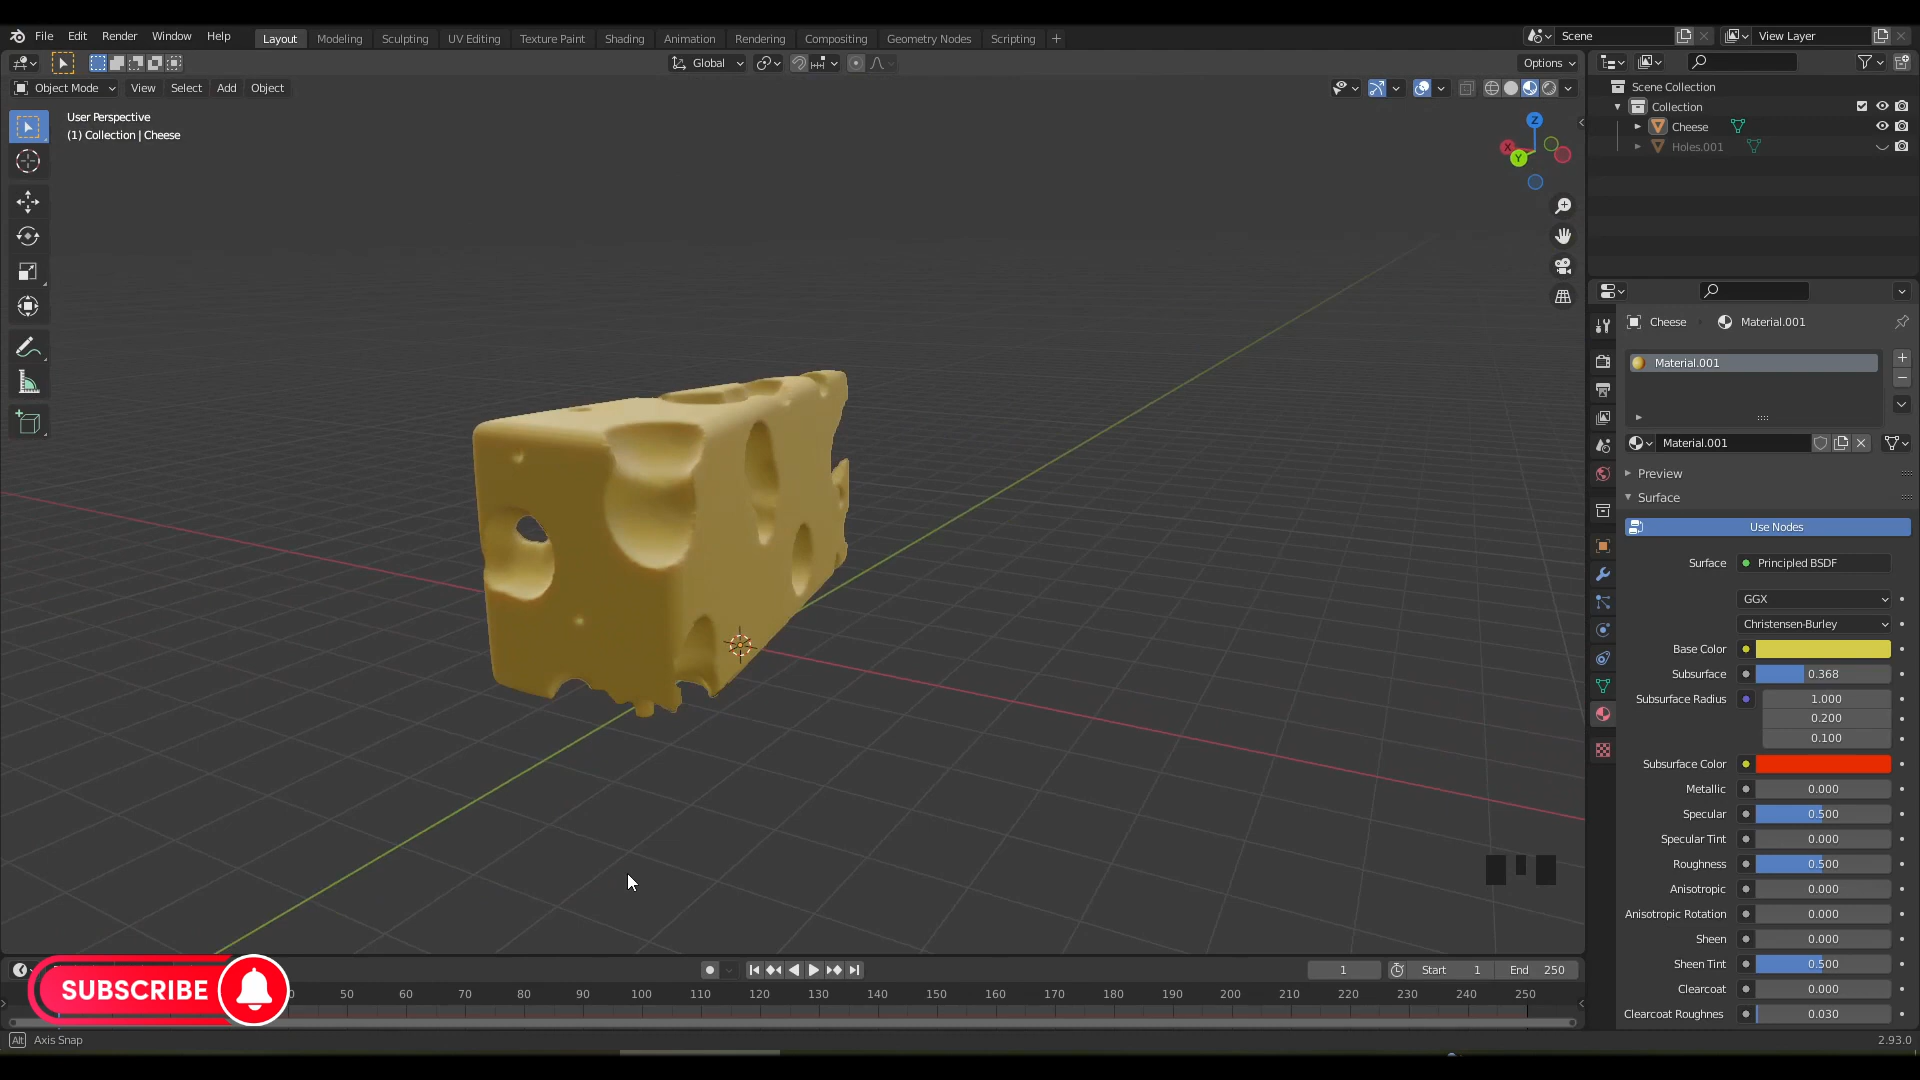 File Edit Render Window Help
Layout Modeling Sculpting UV Editing Texture Paint Shading Animation Rendering Compositing Geometry Nodes Scripting +
Scene
View Layer
Global
Options
Object Mode View Select Add Object
User Perspective
(1) Collection | Cheese
Z
X
Y
Scene Collection
Collection
Cheese
Holes.001
Cheese
Material.001
Material.001
Material.001
Preview
Surface
Use Nodes
Surface Principled BSDF
GGX
Christensen-Burley
Base Color
Subsurface 0.368
Subsurface Radius 1.000
0.200
0.100
Subsurface Color
Metallic 0.000
Specular 0.500
Specular Tint 0.000
Roughness 0.500
Anisotropic 0.000
Anisotropic Rotation 0.000
Sheen 0.000
Sheen Tint 0.500
Clearcoat 0.000
Clearcoat Roughnes 0.030
1 Start 1 End 250
SUBSCRIBE
50 60 70 80 90 100 110 120 130 140 150 160 170 180 190 200 210 220 230 240 250
Alt Axis Snap
2.93.0